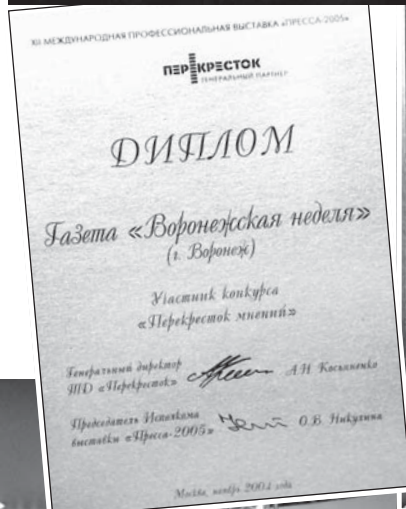 XII МЕЖДУНАРОДНАЯ ПРОФЕССИОНАЛЬНАЯ ВЫСТАВКА «ПРЕССА-2005»
ПЕРЕКРЕСТОК
ГЕНЕРАЛЬНЫЙ ПАРТНЕР
ДИПЛОМ
Газета «Воронежская неделя»
(г. Воронеж)
Участник конкурса
«Перекресток мнений»
Генеральный директор
ТД «Перекресток» А.Н. Касьяненко
Председатель Исполкома
выставки «Пресса-2005» О.В. Никулина
Москва, ноябрь 2004 года